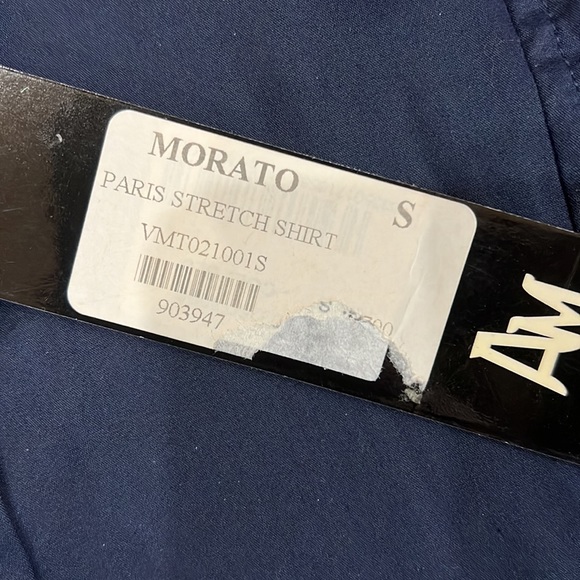 MORATO
PARIS STRETCH SHIRT
S
VMT021001S
903947
AM